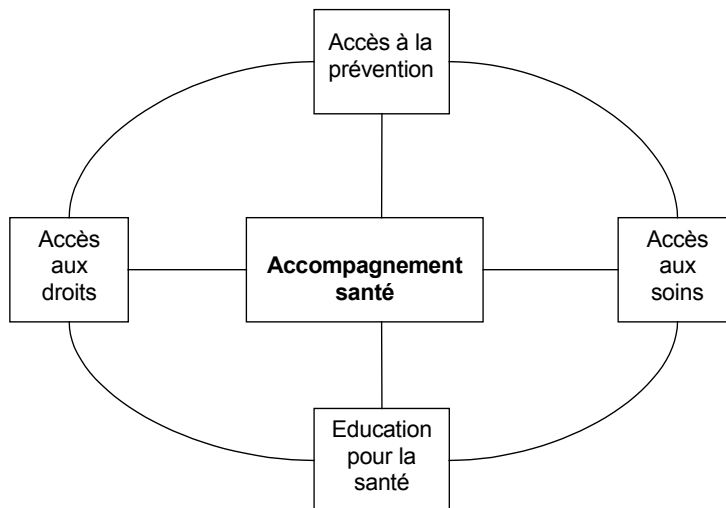 Accès à la
prévention
Accès
aux
droits
Accompagnement
santé
Accès
aux
soins
Education
pour la
santé